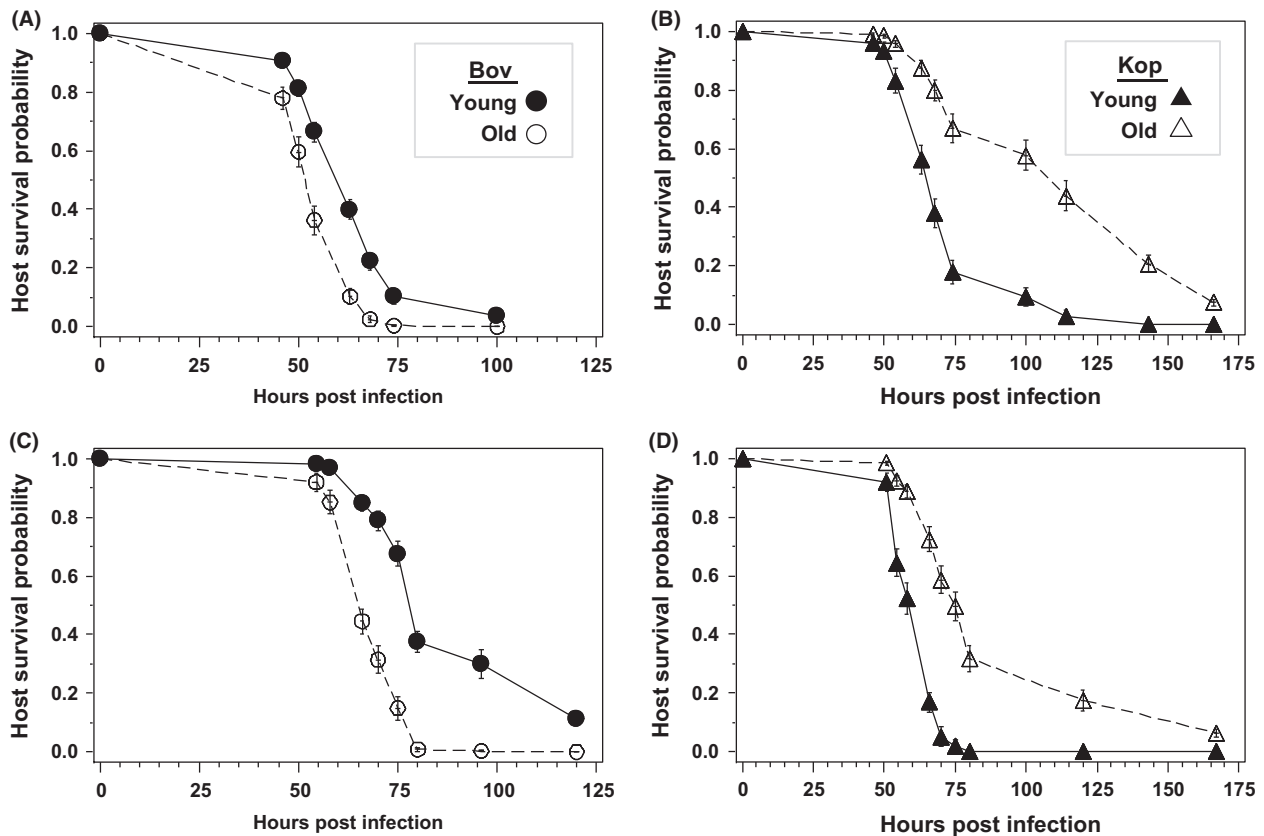 (A)
Host survival probability
1.0
0.8
0.6
0.4
0.2
0.0
Bov
Young
Old
0 25 50 75 100 125
Hours post infection
(B)
Host survival probability
1.0
0.8
0.6
0.4
0.2
0.0
Kop
Young
Old
0 25 50 75 100 125 150 175
Hours post infection
(C)
Host survival probability
1.0
0.8
0.6
0.4
0.2
0.0
0 25 50 75 100 125
Hours post infection
(D)
Host survival probability
1.0
0.8
0.6
0.4
0.2
0.0
0 25 50 75 100 125 150 175
Hours post infection